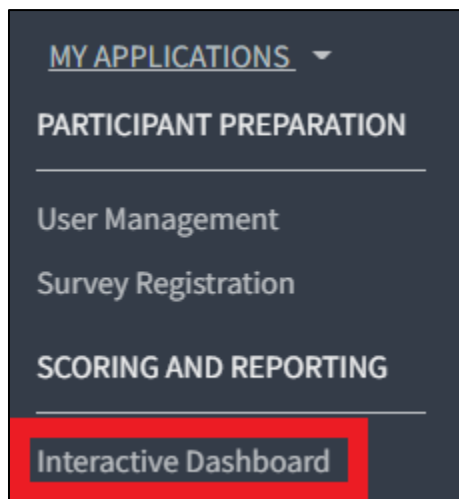 MY APPLICATIONS
PARTICIPANT PREPARATION
User Management
Survey Registration
SCORING AND REPORTING
Interactive Dashboard